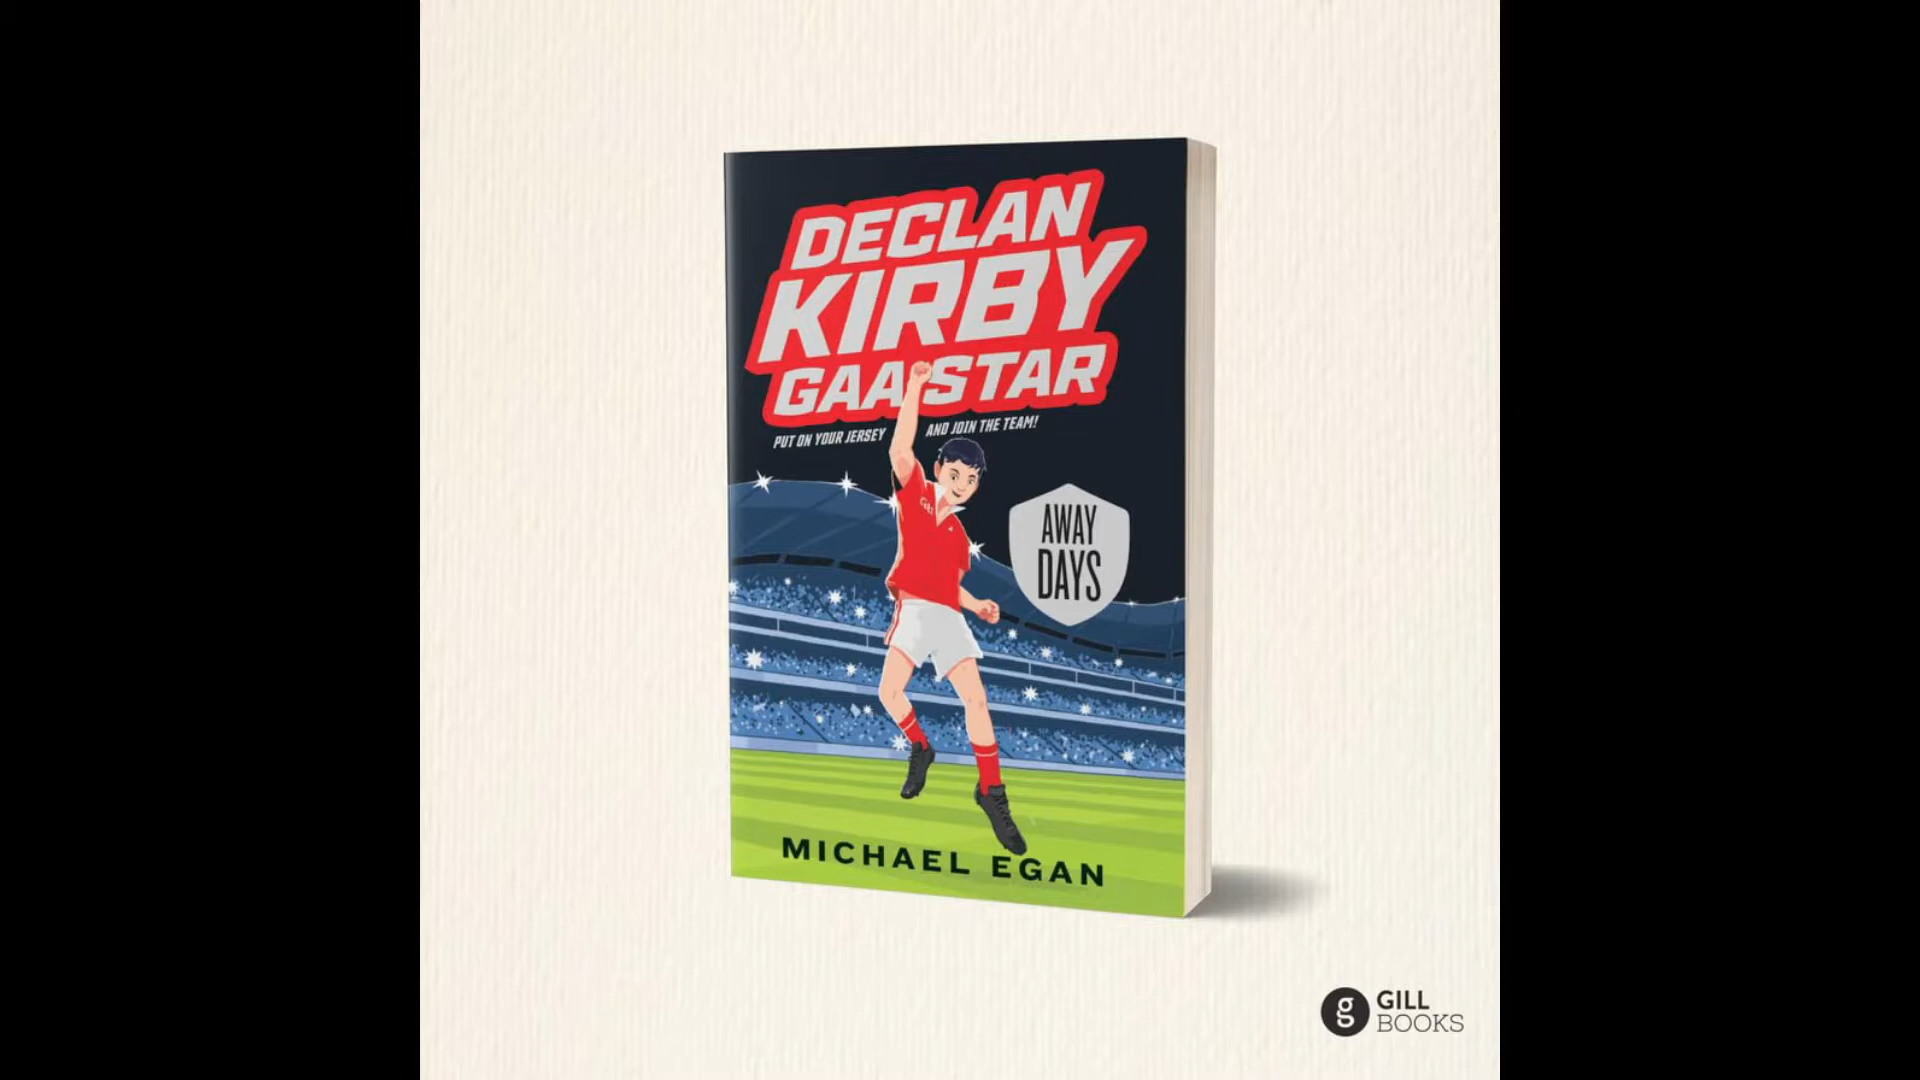 DECLAN
KIRBY
GAA STAR
PUT ON YOUR JERSEY AND JOIN THE TEAM!
AWAY
DAYS
MICHAEL EGAN
g GILL
BOOKS